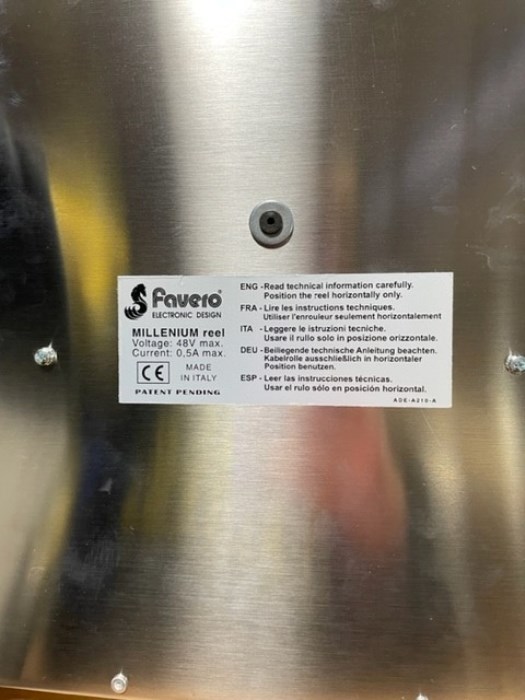 Favero
ELECTRONIC DESIGN
MILLENIUM reel
Voltage: 48V max.
Current: 0,5A max.
CE
MADE
IN ITALY
PATENT PENDING
ENG - Read technical information carefully.
Position the reel horizontally only.
FRA - Lire les instructions techniques.
Utiliser l'enrouleur seulement horizontalement
ITA - Leggere le istruzioni tecniche.
Usare il rullo solo in posizione orizzontale.
DEU - Beiliegende technische Anleitung beachten.
Kabelrolle ausschließlich in horizontaler
Position benutzen.
ESP - Leer las instrucciones técnicas.
Usar el rulo sólo en posición horizontal.
ADE-A210-A